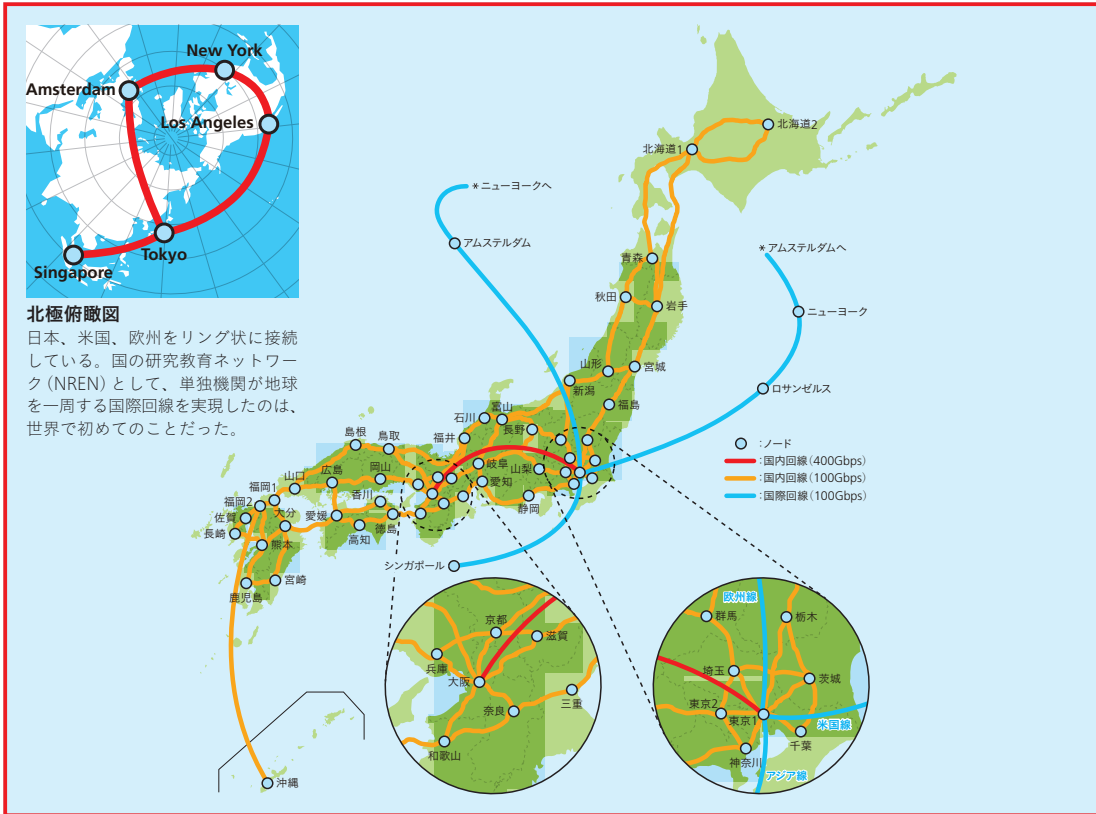 New York
Amsterdam
Los Angeles
Tokyo
Singapore
北極俯瞰図
日本、米国、欧州をリング状に接続
している。国の研究教育ネットワー
ク（NREN）として、単独機関が地球
を一周する国際回線を実現したのは、
世界で初めてのことだった。
北海道2
北海道1
＊ニューヨークへ
アムステルダム
＊アムステルダムへ
青森
秋田
岩手
ニューヨーク
山形
宮城
新潟
ロサンゼルス
福島
富山
石川
長野
福井
島根
鳥取
岐阜
山梨
愛知
静岡
：ノード
：国内回線（400Gbps）
：国内回線（100Gbps）
：国際回線（100Gbps）
山口
広島
岡山
福岡1
福岡2
香川
佐賀
大分
愛媛
徳島
長崎
高知
熊本
宮崎
鹿児島
シンガポール
沖縄
京都
滋賀
兵庫
大阪
奈良
三重
和歌山
欧州線
群馬
栃木
埼玉
茨城
東京2
東京1
米国線
千葉
神奈川
アジア線